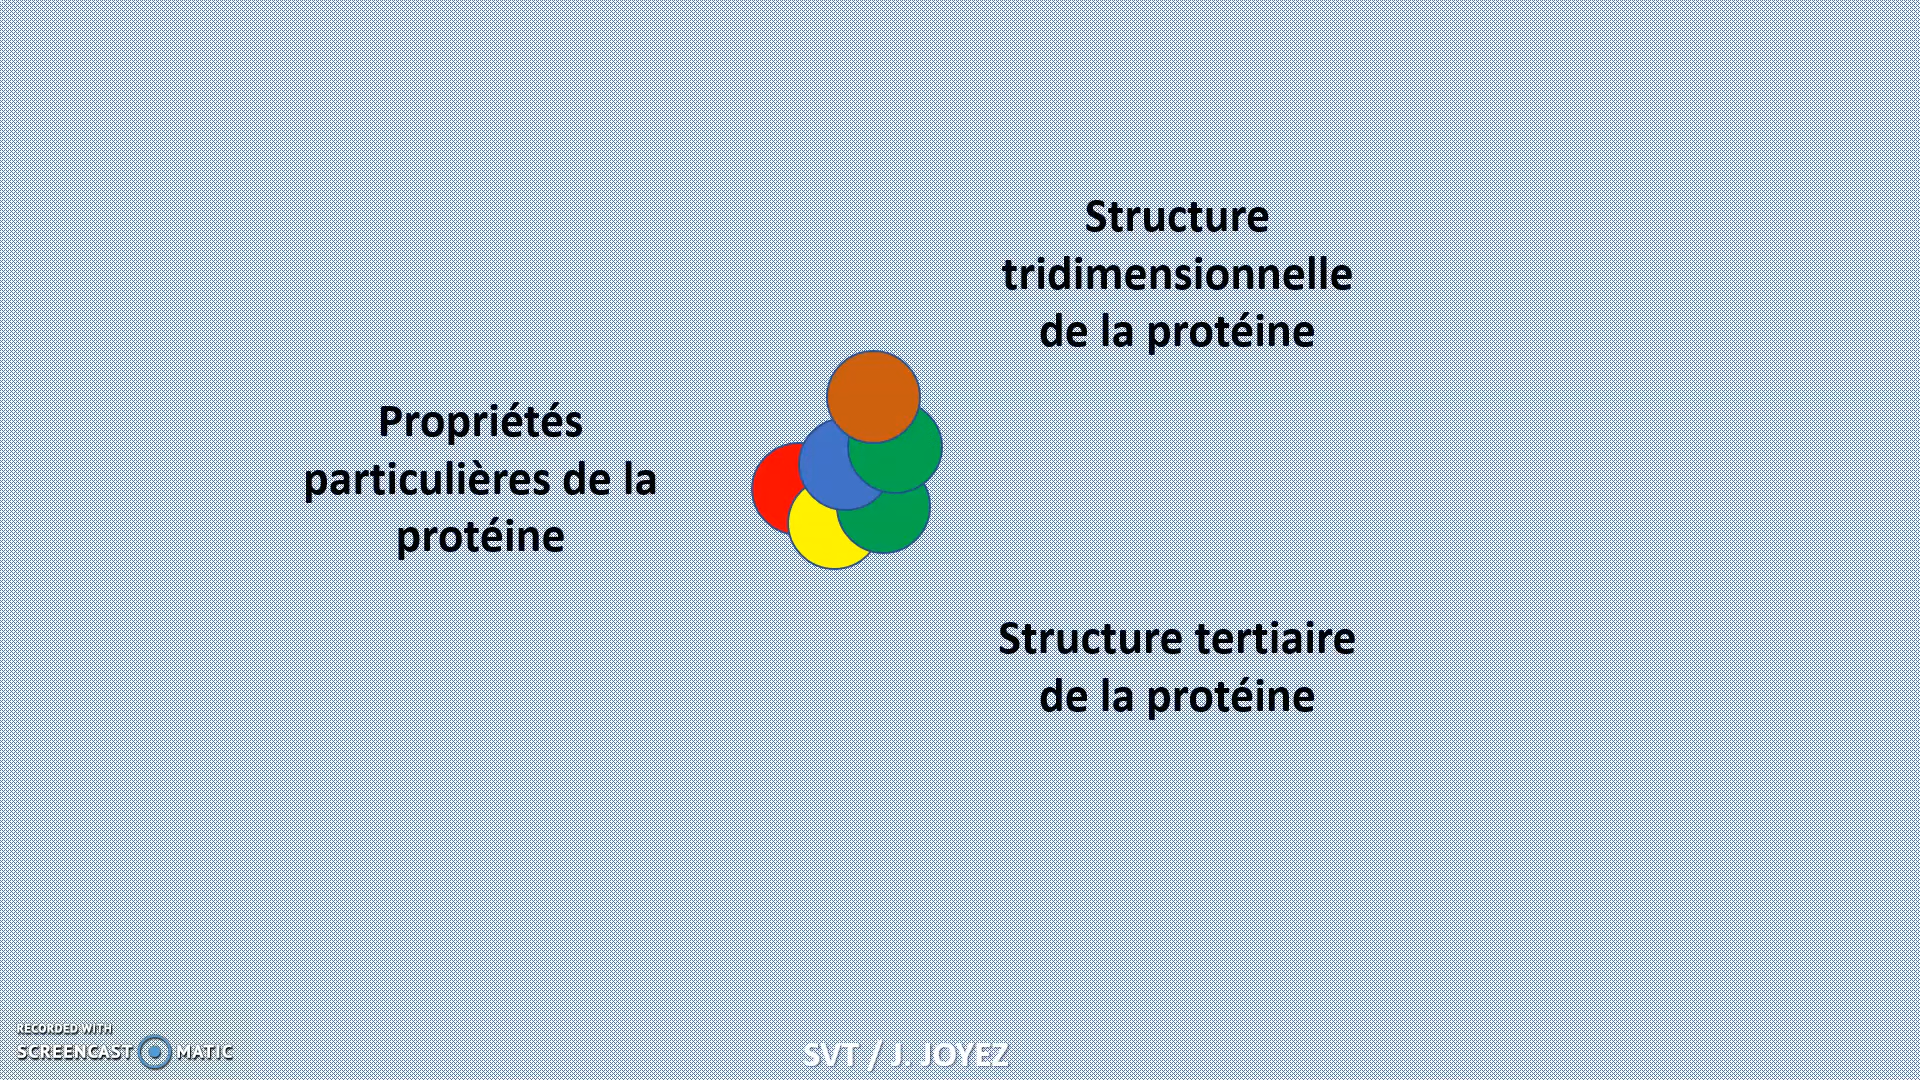 Structure
tridimensionnelle
de la protéine
Propriétés
particulières de la
protéine
Structure tertiaire
de la protéine
RECORDED WITH
SCREENCAST MATIC
SVT / J. JOYEZ